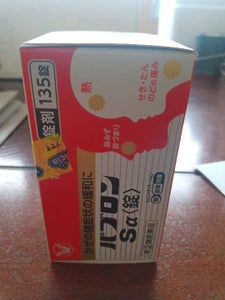 熱
せき・たん
のどの痛み
鼻みず
鼻づまり
錠剤 135錠
かぜの諸症状の緩和に
パブロン
Sα〈錠〉